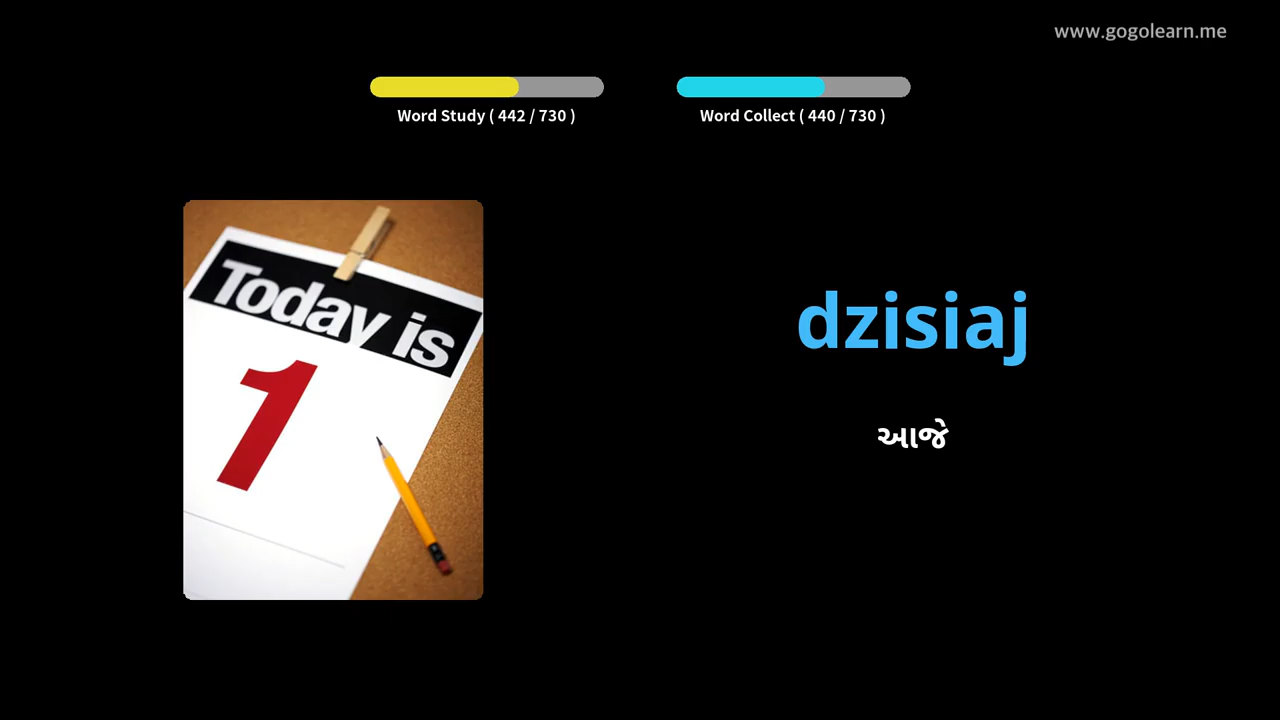 www.gogolearn.me
Word Study ( 442 / 730 )
Word Collect ( 440 / 730 )
Today is
1
dzisiaj
આજે